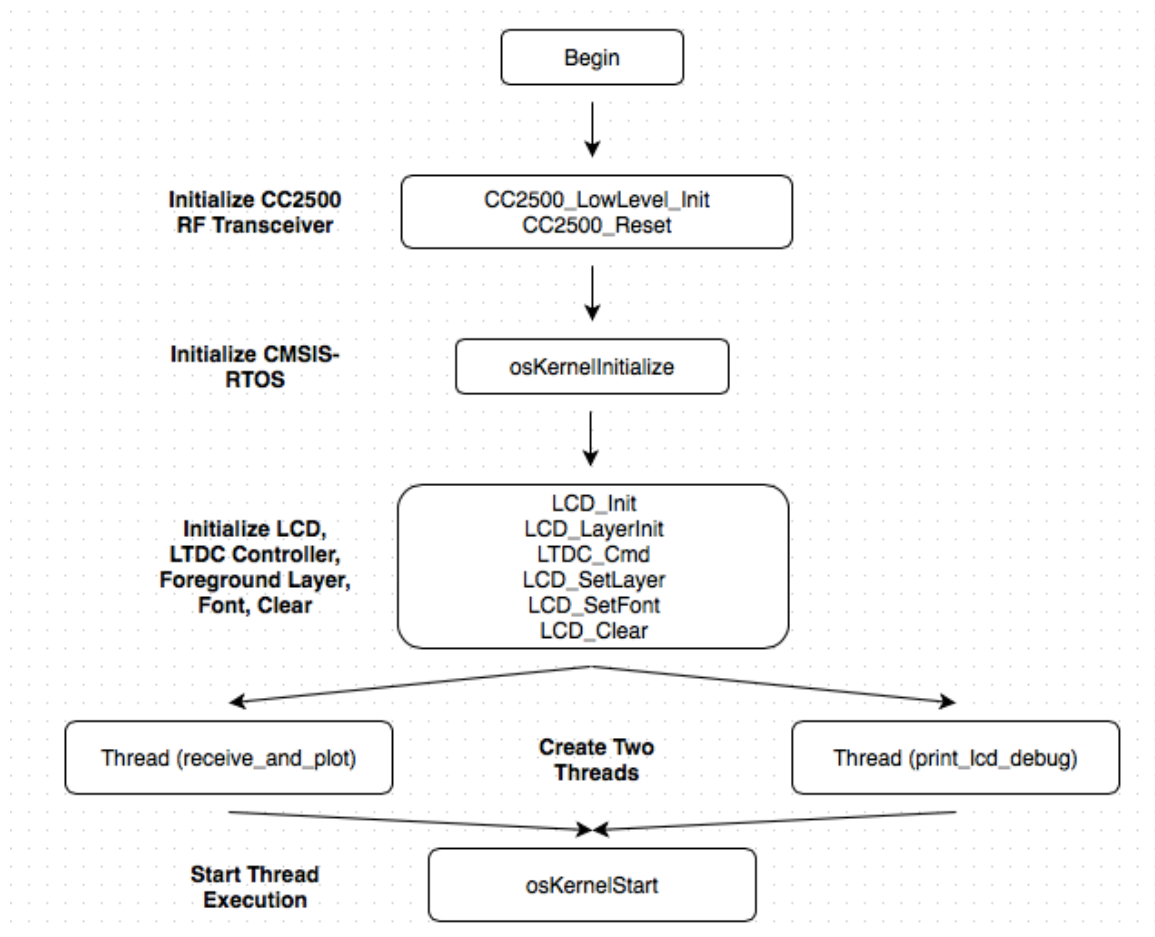 Begin
Initialize CC2500
RF Transceiver
CC2500_LowLevel_Init
CC2500_Reset
Initialize CMSIS-
RTOS
osKernelInitialize
Initialize LCD,
LTDC Controller,
Foreground Layer,
Font, Clear
LCD_Init
LCD_LayerInit
LTDC_Cmd
LCD_SetLayer
LCD_SetFont
LCD_Clear
Thread (receive_and_plot)
Create Two
Threads
Thread (print_lcd_debug)
Start Thread
Execution
osKernelStart